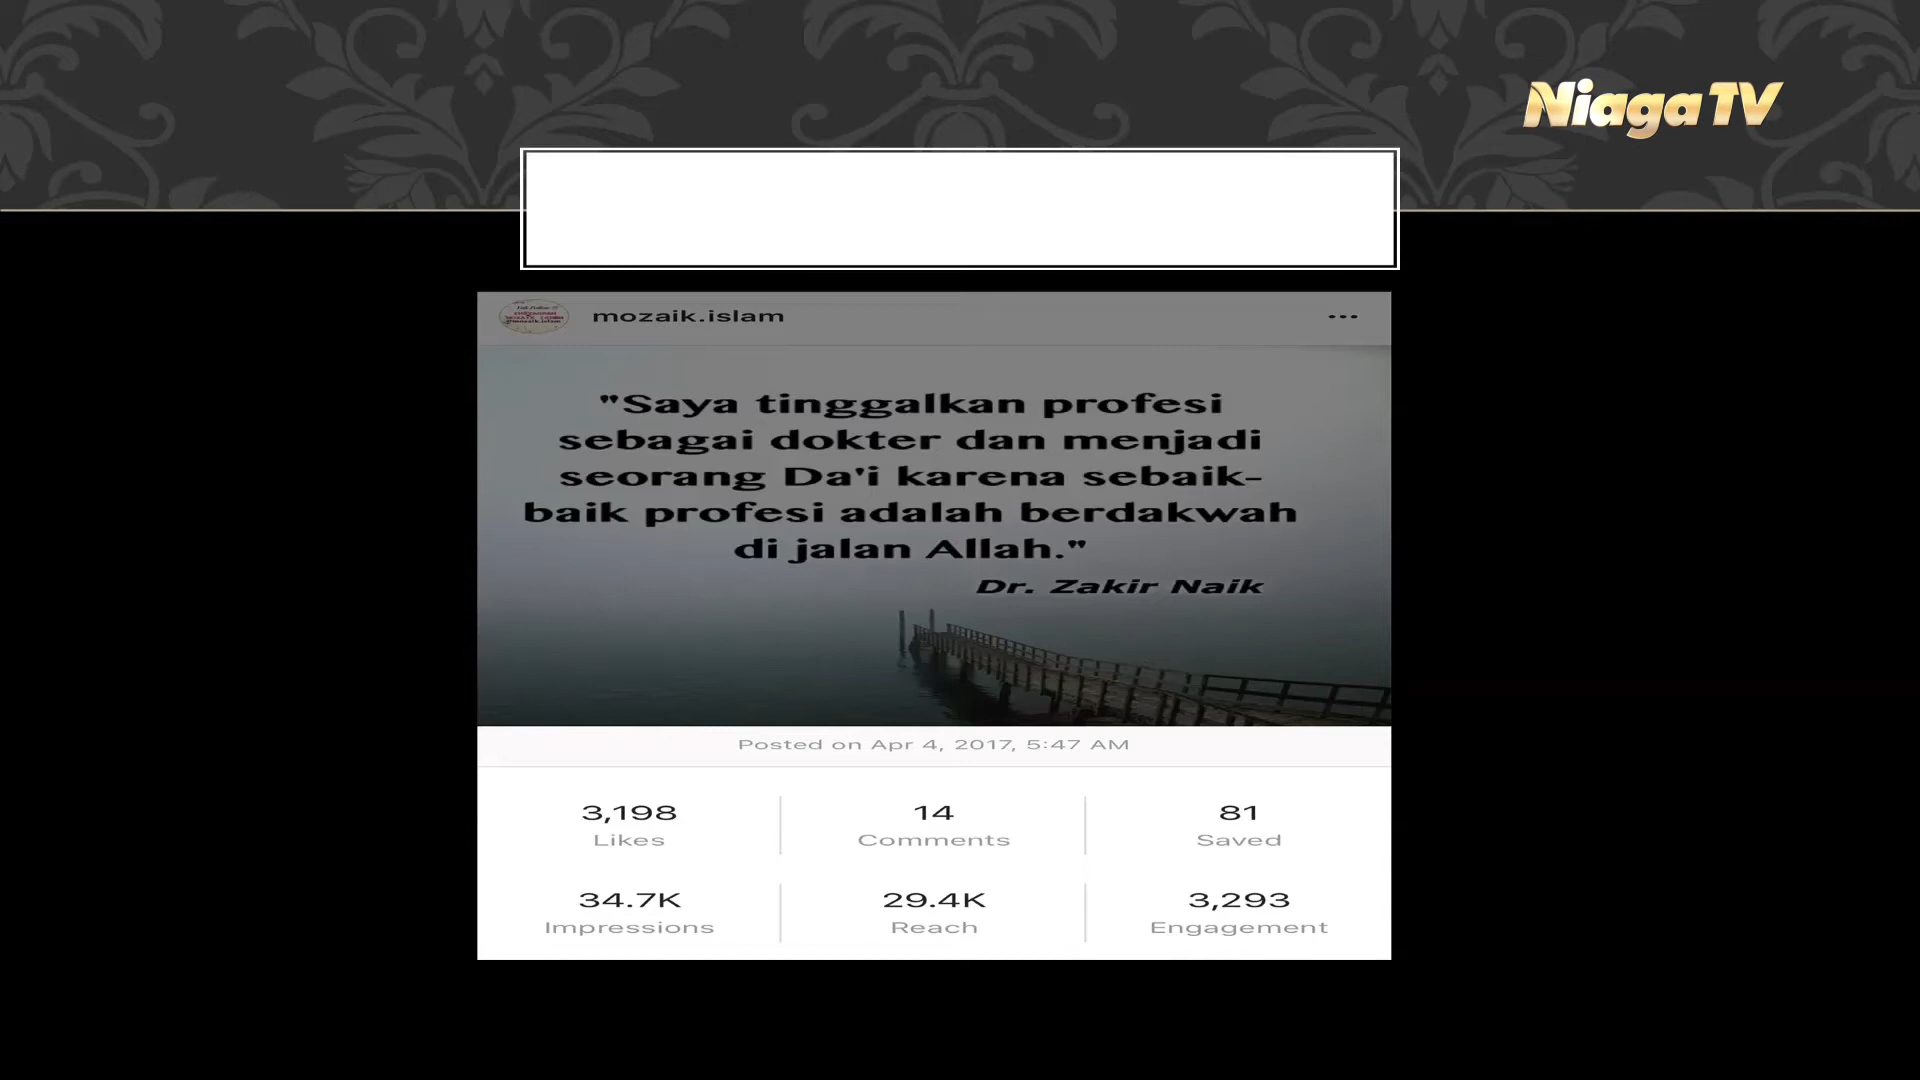 Niaga TV
mozaik.islam
"Saya tinggalkan profesi
sebagai dokter dan menjadi
seorang Da'i karena sebaik-
baik profesi adalah berdakwah
di jalan Allah."
Dr. Zakir Naik
Posted on Apr 4, 2017, 5:47 AM
3,198
Likes
14
Comments
81
Saved
34.7K
Impressions
29.4K
Reach
3,293
Engagement